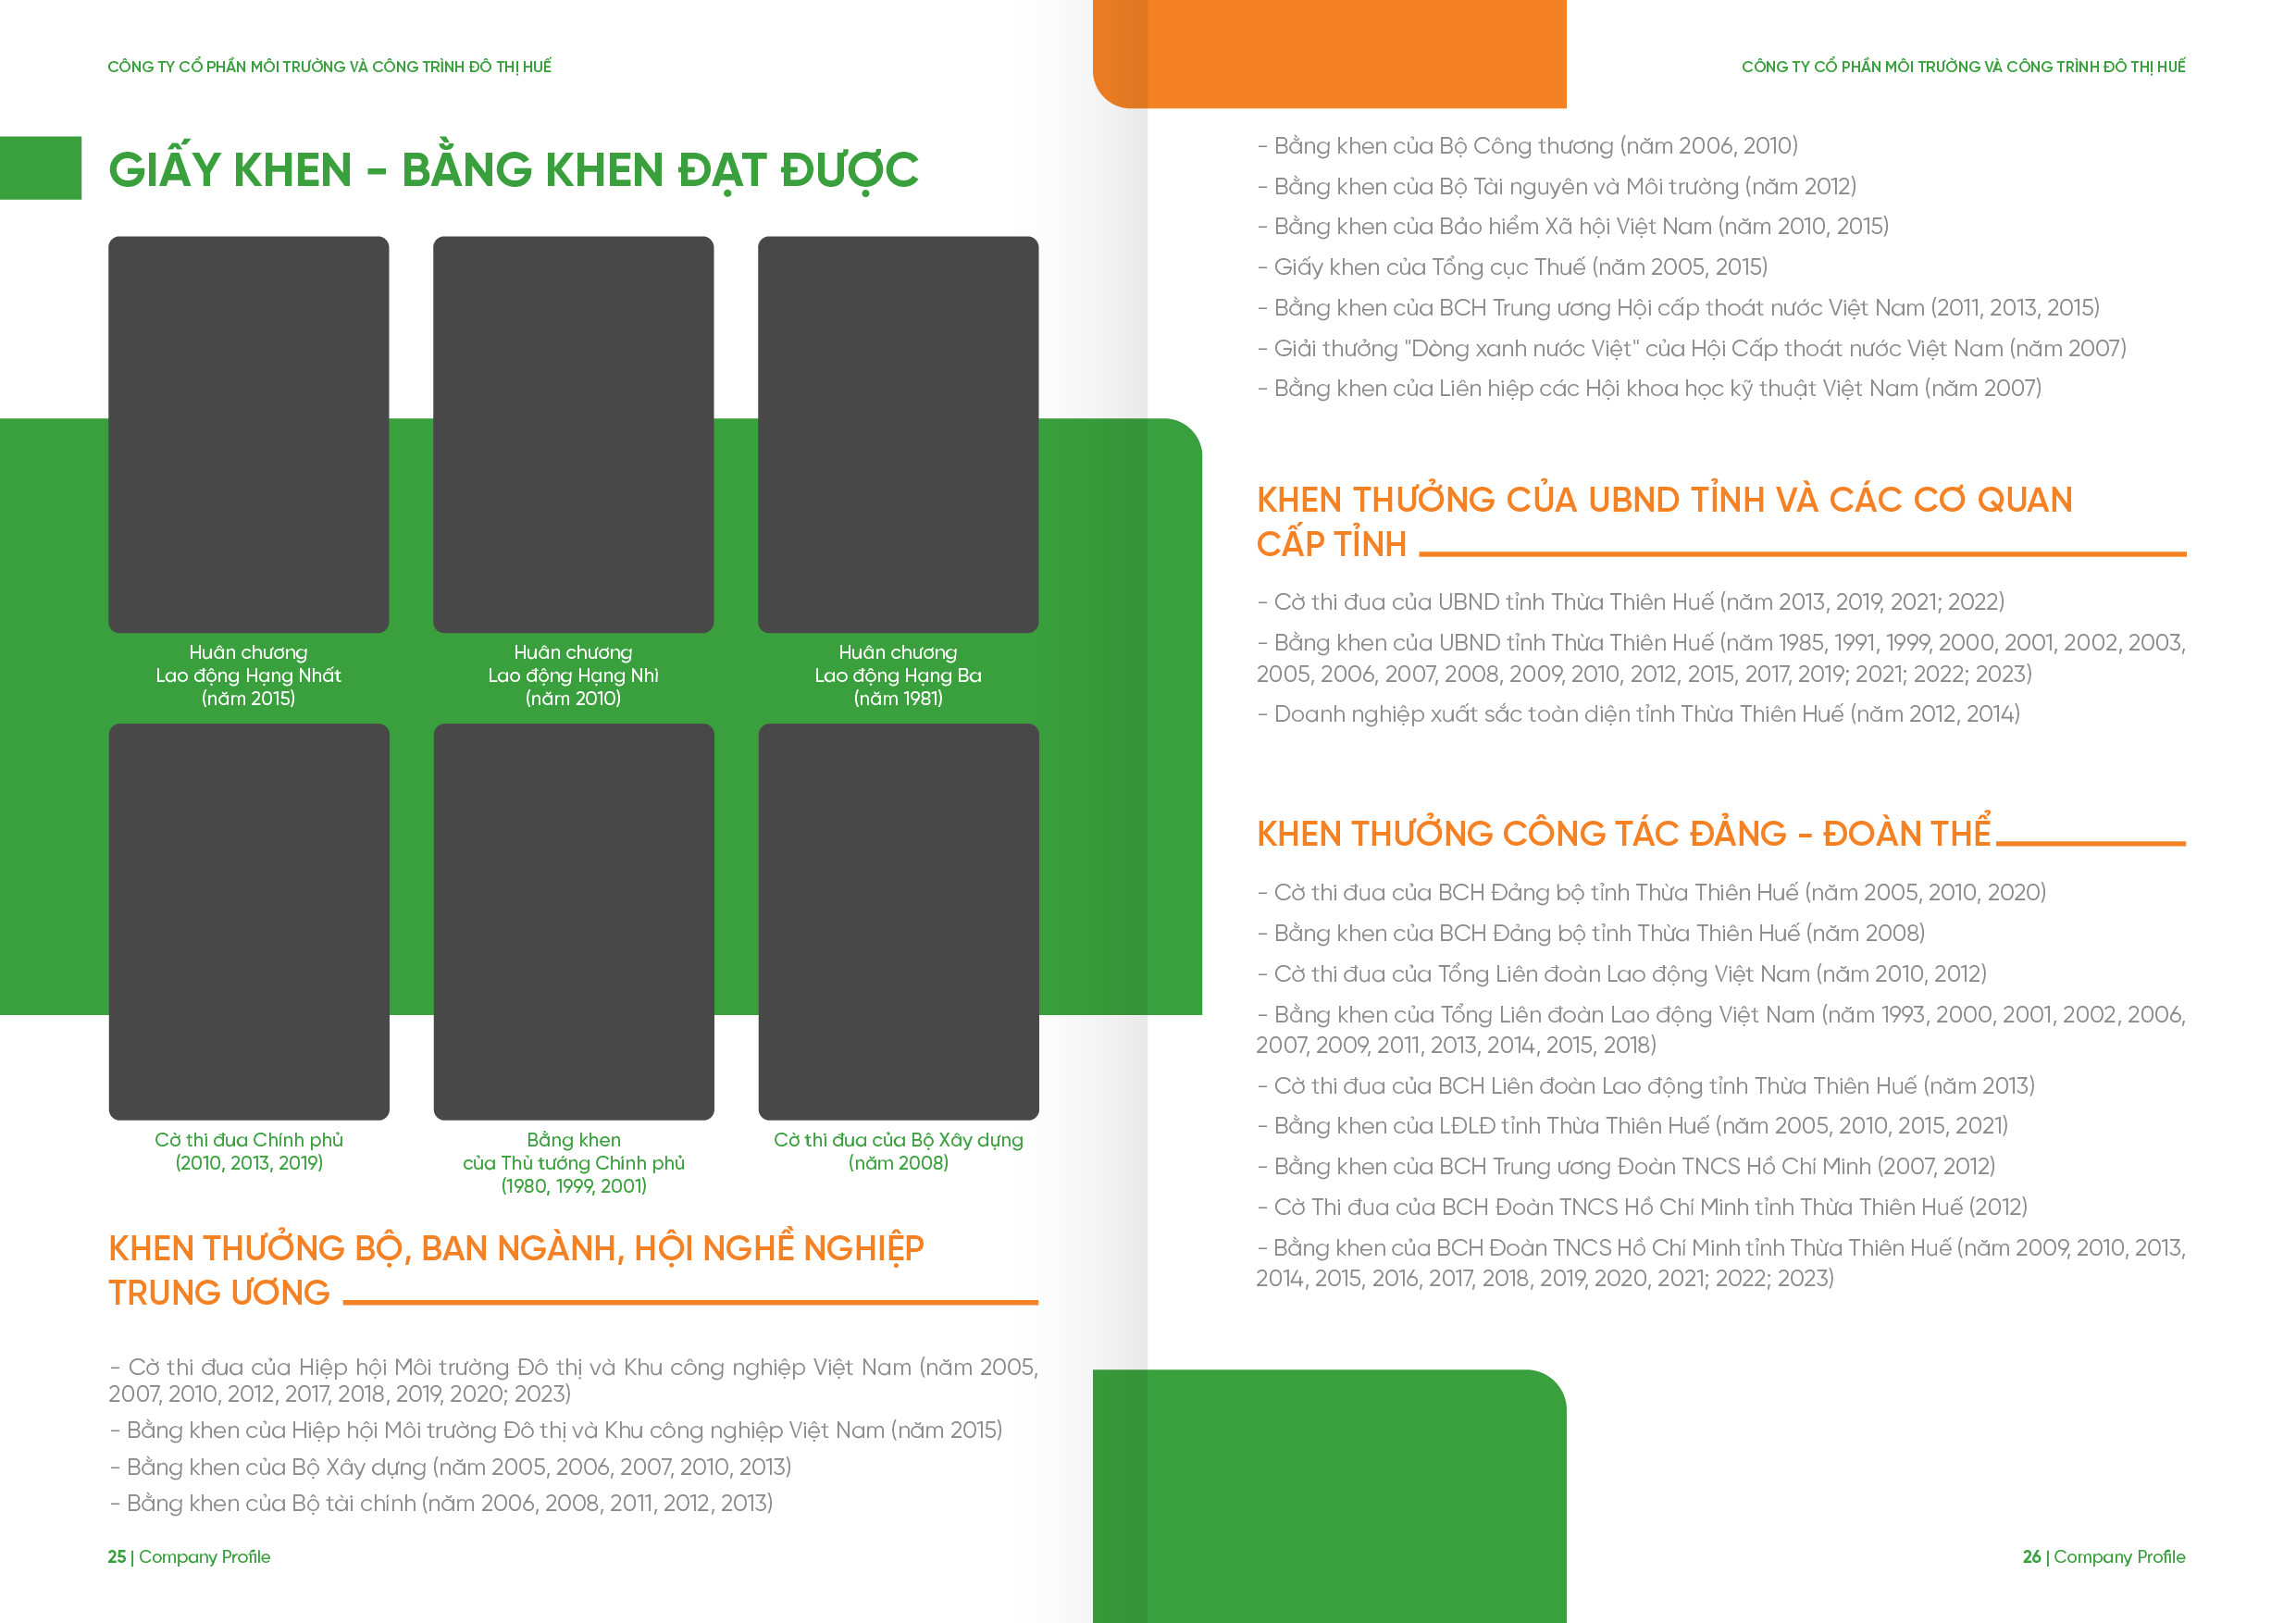 CÔNG TY CỔ PHẦN MÔI TRƯỜNG VÀ CÔNG TRÌNH ĐÔ THỊ HUẾ
GIẤY KHEN - BẰNG KHEN ĐẠT ĐƯỢC
Huân chương
Lao động Hạng Nhất
(năm 2015)
Huân chương
Lao động Hạng Nhì
(năm 2010)
Huân chương
Lao động Hạng Ba
(năm 1981)
Cờ thi đua Chính phủ
(2010, 2013, 2019)
Bằng khen
của Thủ tướng Chính phủ
(1980, 1999, 2001)
Cờ thi đua của Bộ Xây dựng
(năm 2008)
KHEN THƯỞNG BỘ, BAN NGÀNH, HỘI NGHỀ NGHIỆP
TRUNG ƯƠNG
- Cờ thi đua của Hiệp hội Môi trường Đô thị và Khu công nghiệp Việt Nam (năm 2005,
2007, 2010, 2012, 2017, 2018, 2019, 2020; 2023)
- Bằng khen của Hiệp hội Môi trường Đô thị và Khu công nghiệp Việt Nam (năm 2015)
- Bằng khen của Bộ Xây dựng (năm 2005, 2006, 2007, 2010, 2013)
- Bằng khen của Bộ tài chính (năm 2006, 2008, 2011, 2012, 2013)
25 | Company Profile
CÔNG TY CỔ PHẦN MÔI TRƯỜNG VÀ CÔNG TRÌNH ĐÔ THỊ HUẾ
- Bằng khen của Bộ Công thương (năm 2006, 2010)
- Bằng khen của Bộ Tài nguyên và Môi trường (năm 2012)
- Bằng khen của Bảo hiểm Xã hội Việt Nam (năm 2010, 2015)
- Giấy khen của Tổng cục Thuế (năm 2005, 2015)
- Bằng khen của BCH Trung ương Hội cấp thoát nước Việt Nam (2011, 2013, 2015)
- Giải thưởng "Dòng xanh nước Việt" của Hội Cấp thoát nước Việt Nam (năm 2007)
- Bằng khen của Liên hiệp các Hội khoa học kỹ thuật Việt Nam (năm 2007)
KHEN THƯỞNG CỦA UBND TỈNH VÀ CÁC CƠ QUAN
CẤP TỈNH
- Cờ thi đua của UBND tỉnh Thừa Thiên Huế (năm 2013, 2019, 2021; 2022)
- Bằng khen của UBND tỉnh Thừa Thiên Huế (năm 1985, 1991, 1999, 2000, 2001, 2002, 2003,
2005, 2006, 2007, 2008, 2009, 2010, 2012, 2015, 2017, 2019; 2021; 2022; 2023)
- Doanh nghiệp xuất sắc toàn diện tỉnh Thừa Thiên Huế (năm 2012, 2014)
KHEN THƯỞNG CÔNG TÁC ĐẢNG - ĐOÀN THỂ
- Cờ thi đua của BCH Đảng bộ tỉnh Thừa Thiên Huế (năm 2005, 2010, 2020)
- Bằng khen của BCH Đảng bộ tỉnh Thừa Thiên Huế (năm 2008)
- Cờ thi đua của Tổng Liên đoàn Lao động Việt Nam (năm 2010, 2012)
- Bằng khen của Tổng Liên đoàn Lao động Việt Nam (năm 1993, 2000, 2001, 2002, 2006,
2007, 2009, 2011, 2013, 2014, 2015, 2018)
- Cờ thi đua của BCH Liên đoàn Lao động tỉnh Thừa Thiên Huế (năm 2013)
- Bằng khen của LĐLĐ tỉnh Thừa Thiên Huế (năm 2005, 2010, 2015, 2021)
- Bằng khen của BCH Trung ương Đoàn TNCS Hồ Chí Minh (2007, 2012)
- Cờ Thi đua của BCH Đoàn TNCS Hồ Chí Minh tỉnh Thừa Thiên Huế (2012)
- Bằng khen của BCH Đoàn TNCS Hồ Chí Minh tỉnh Thừa Thiên Huế (năm 2009, 2010, 2013,
2014, 2015, 2016, 2017, 2018, 2019, 2020, 2021; 2022; 2023)
26 | Company Profile